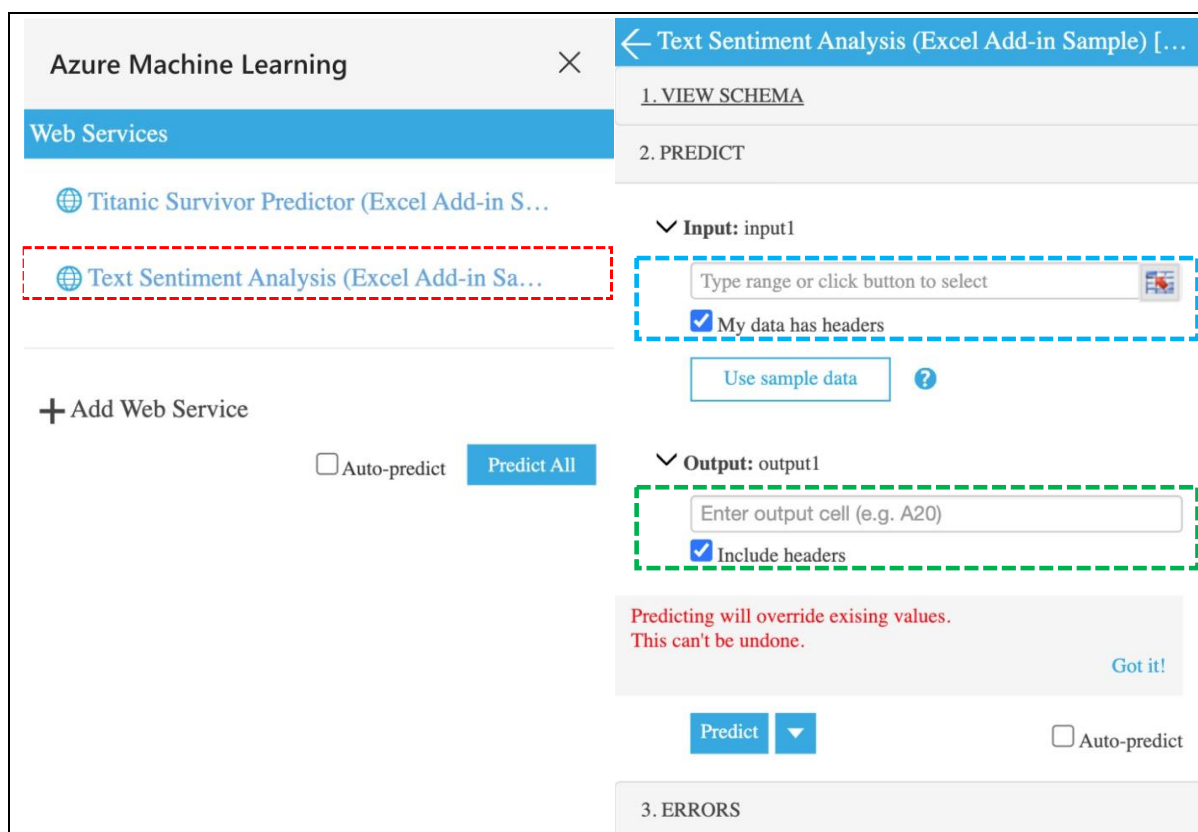 Azure Machine Learning
Web Services
Titanic Survivor Predictor (Excel Add-in S...
Text Sentiment Analysis (Excel Add-in Sa...
Add Web Service
Auto-predict
Predict All
Text Sentiment Analysis (Excel Add-in Sample) [...
1. VIEW SCHEMA
2. PREDICT
Input: input1
Type range or click button to select
My data has headers
Use sample data
?
Output: output1
Enter output cell (e.g. A20)
Include headers
Predicting will override exising values.
This can't be undone.
Got it!
Predict
Auto-predict
3. ERRORS